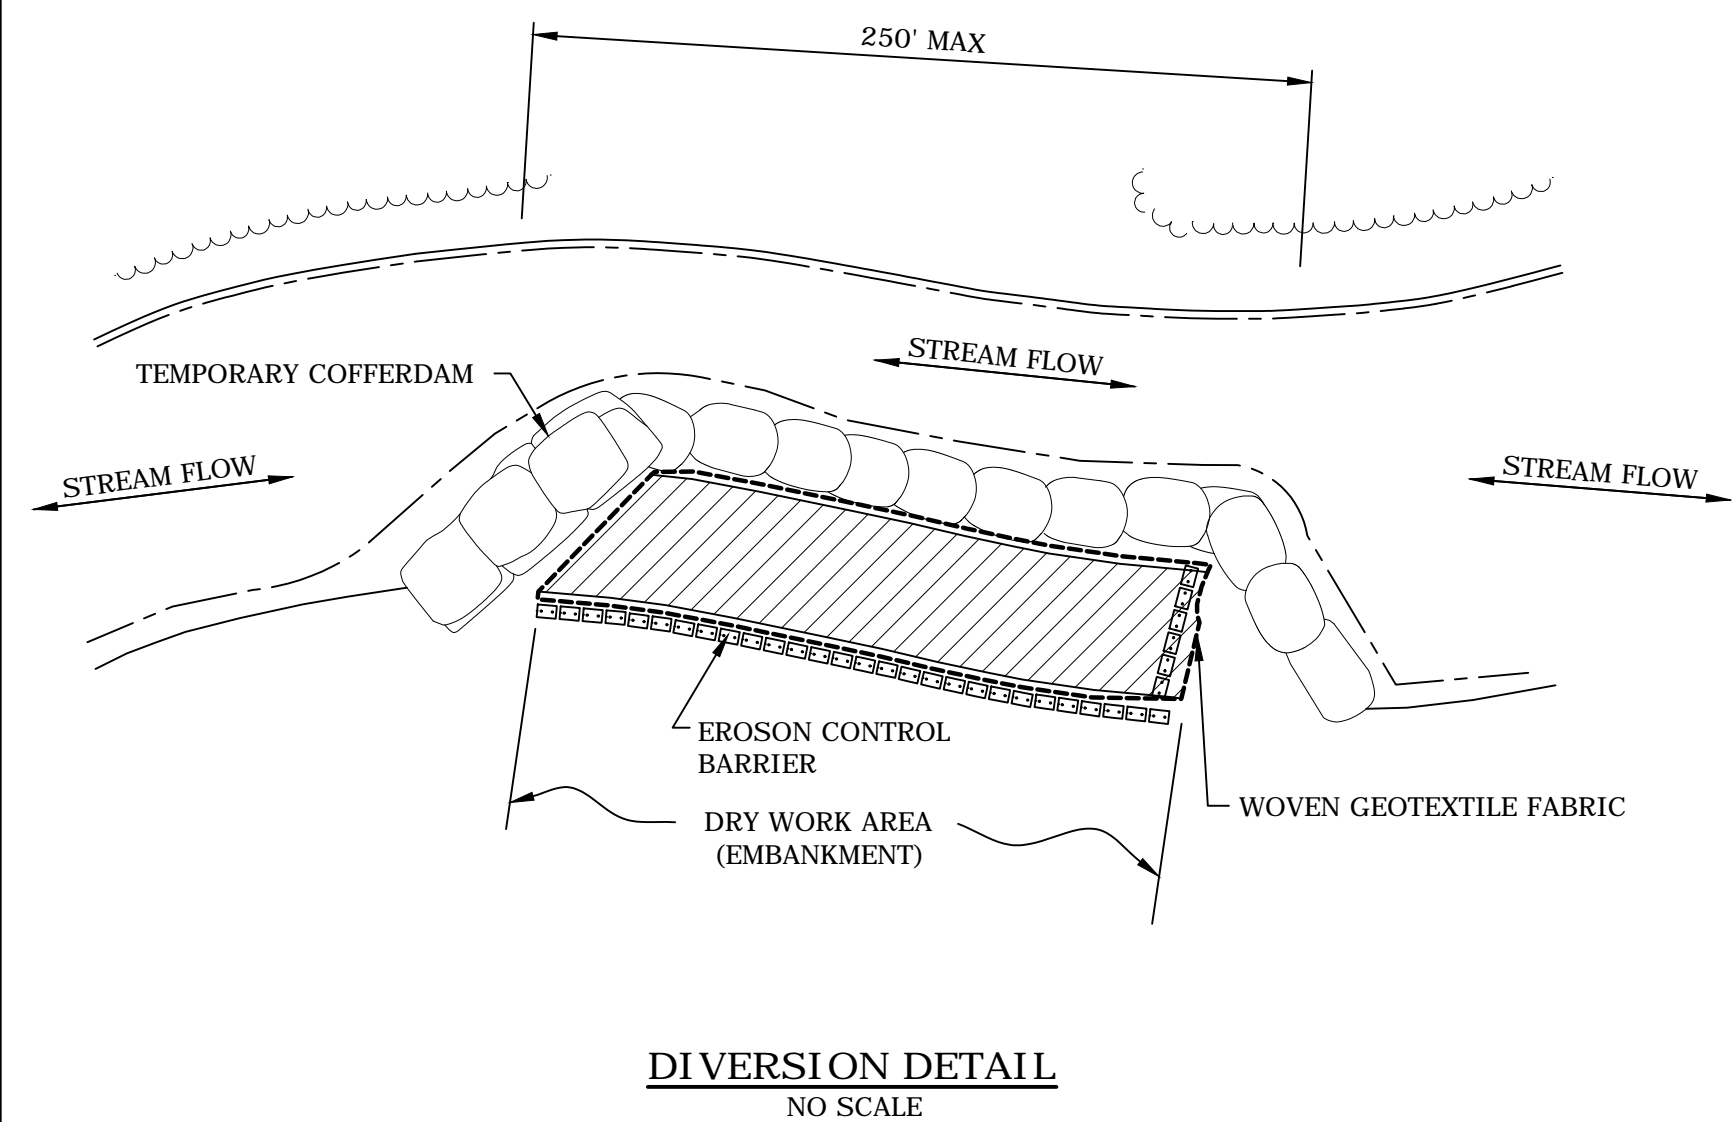 250' MAX
STREAM FLOW
TEMPORARY COFFERDAM
STREAM FLOW
STREAM FLOW
EROSON CONTROL
BARRIER
WOVEN GEOTEXTILE FABRIC
DRY WORK AREA
(EMBANKMENT)
DIVERSION DETAIL
NO SCALE